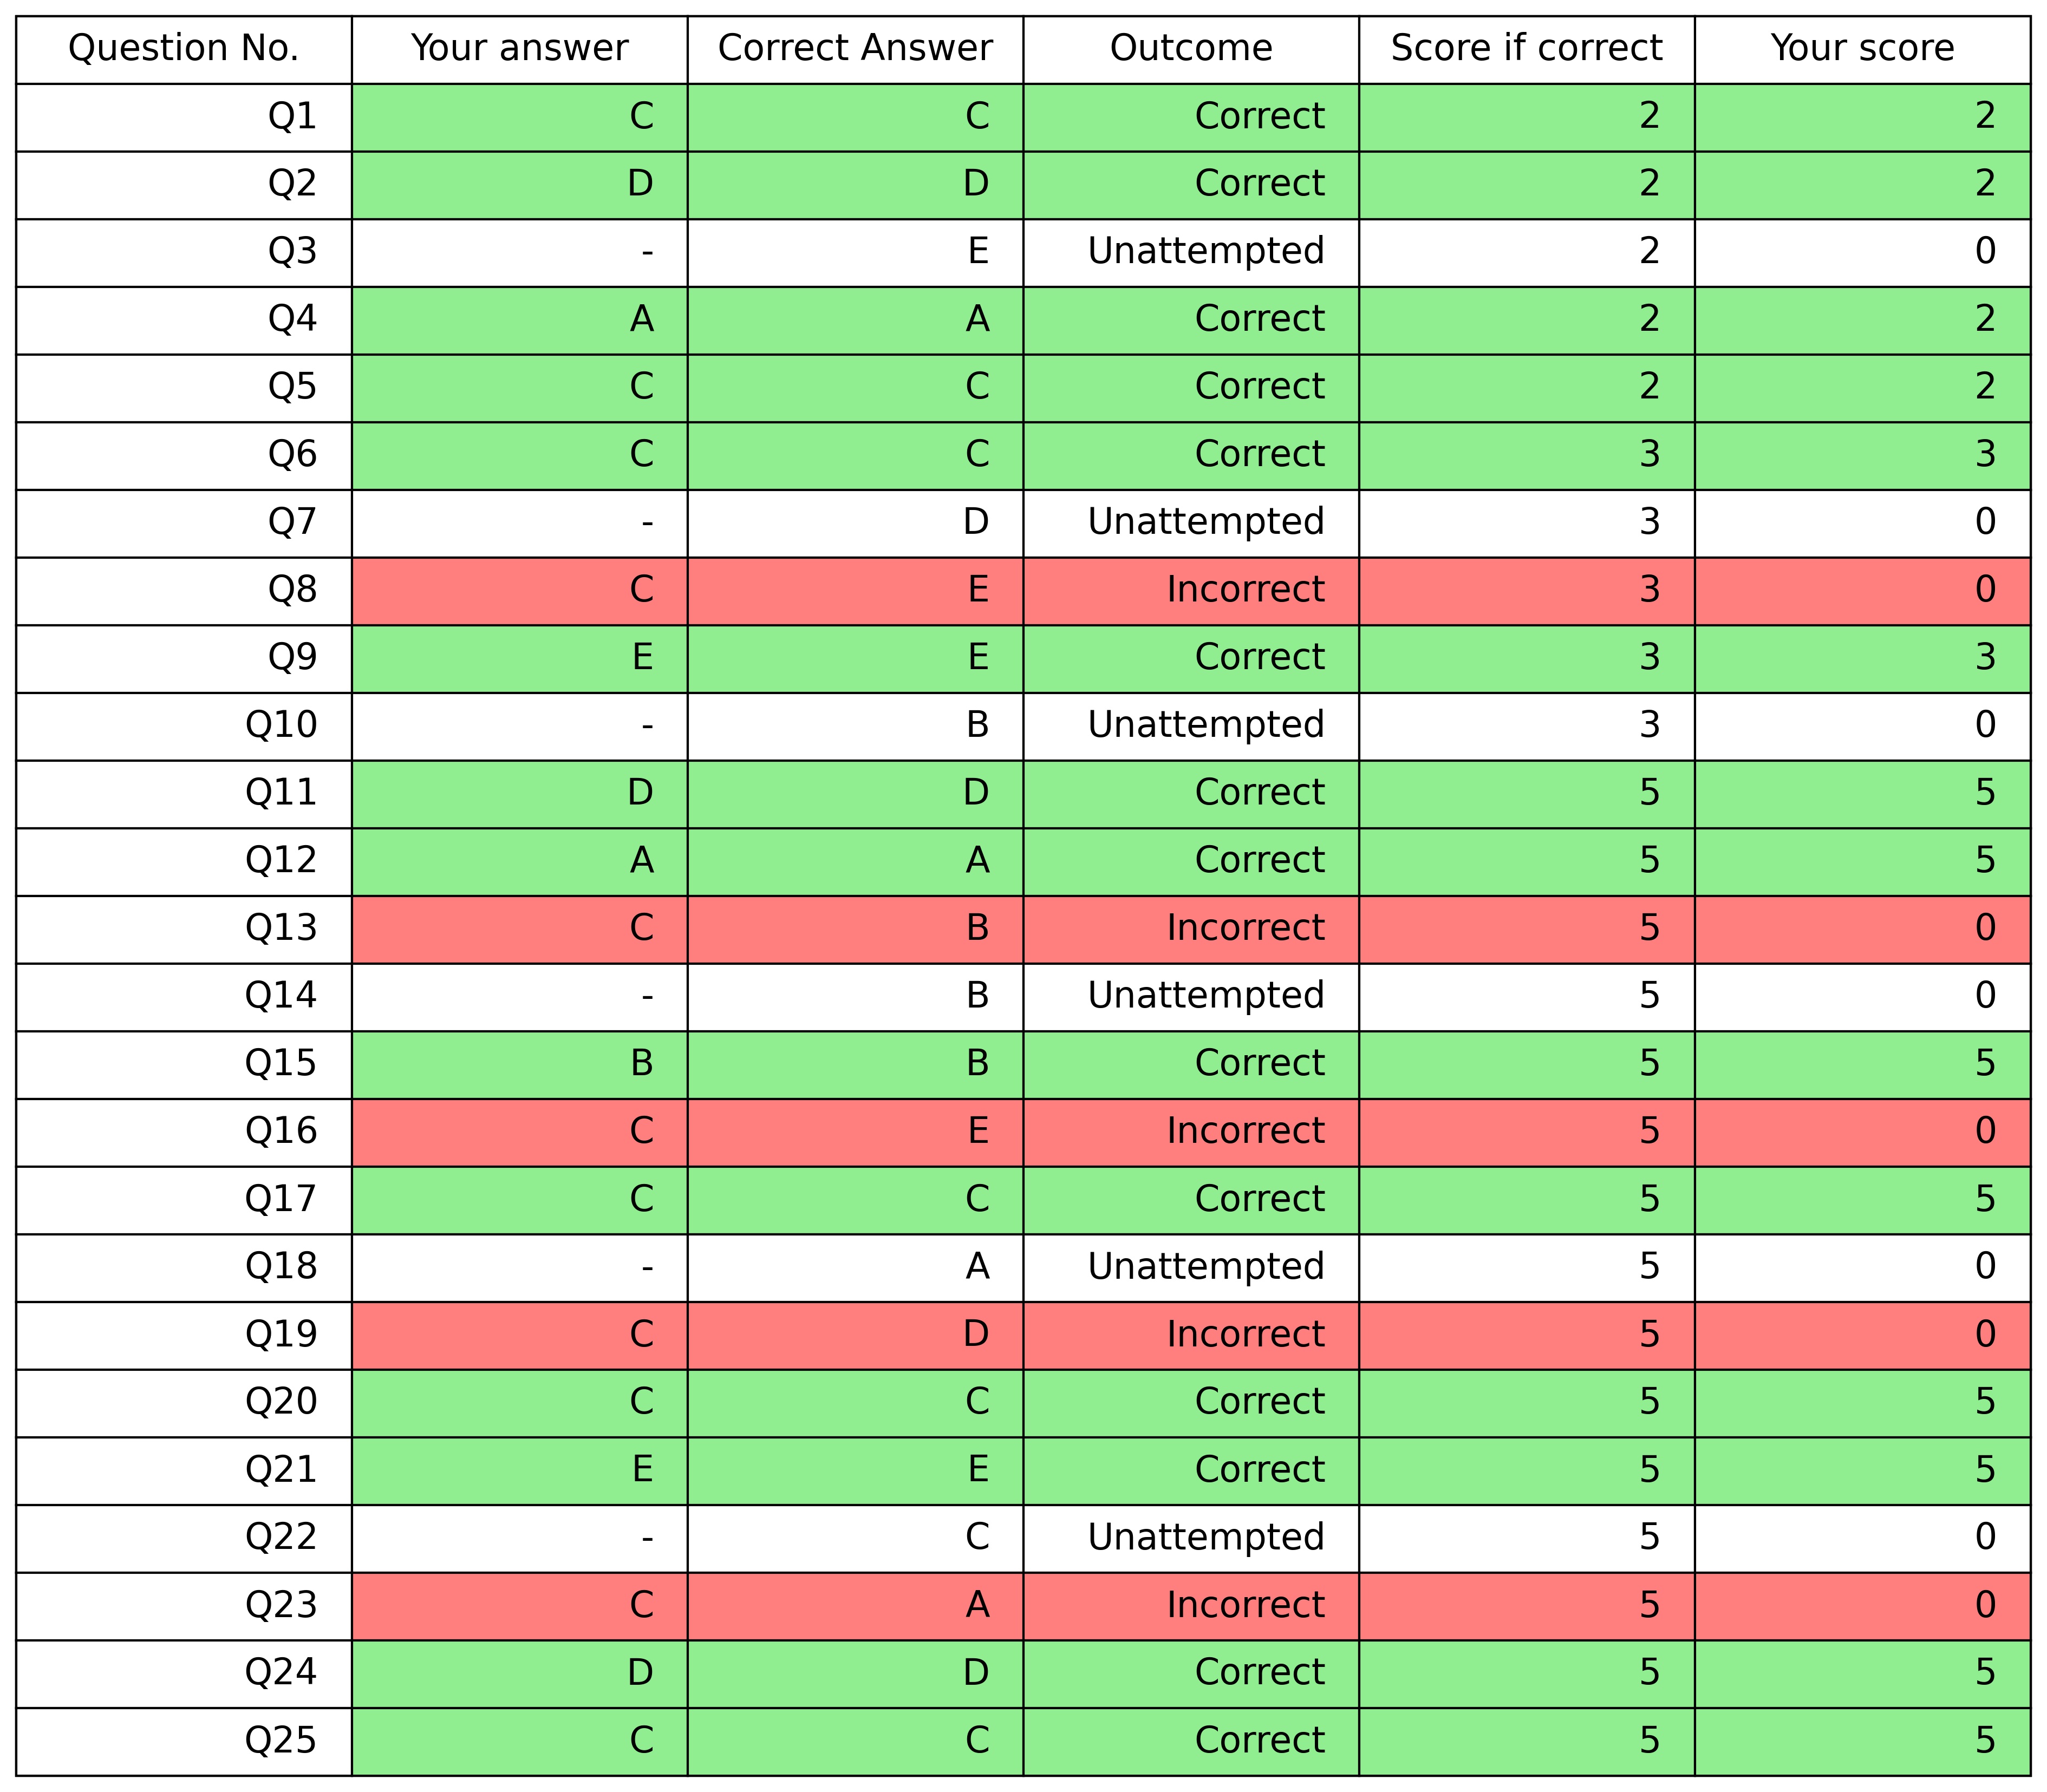 Question No. Your answer Correct Answer Outcome Score if correct Your score
Q1 C C Correct 2 2
Q2 D D Correct 2 2
Q3 - E Unattempted 2 0
Q4 A A Correct 2 2
Q5 C C Correct 2 2
Q6 C C Correct 3 3
Q7 - D Unattempted 3 0
Q8 C E Incorrect 3 0
Q9 E E Correct 3 3
Q10 - B Unattempted 3 0
Q11 D D Correct 5 5
Q12 A A Correct 5 5
Q13 C B Incorrect 5 0
Q14 - B Unattempted 5 0
Q15 B B Correct 5 5
Q16 C E Incorrect 5 0
Q17 C C Correct 5 5
Q18 - A Unattempted 5 0
Q19 C D Incorrect 5 0
Q20 C C Correct 5 5
Q21 E E Correct 5 5
Q22 - C Unattempted 5 0
Q23 C A Incorrect 5 0
Q24 D D Correct 5 5
Q25 C C Correct 5 5